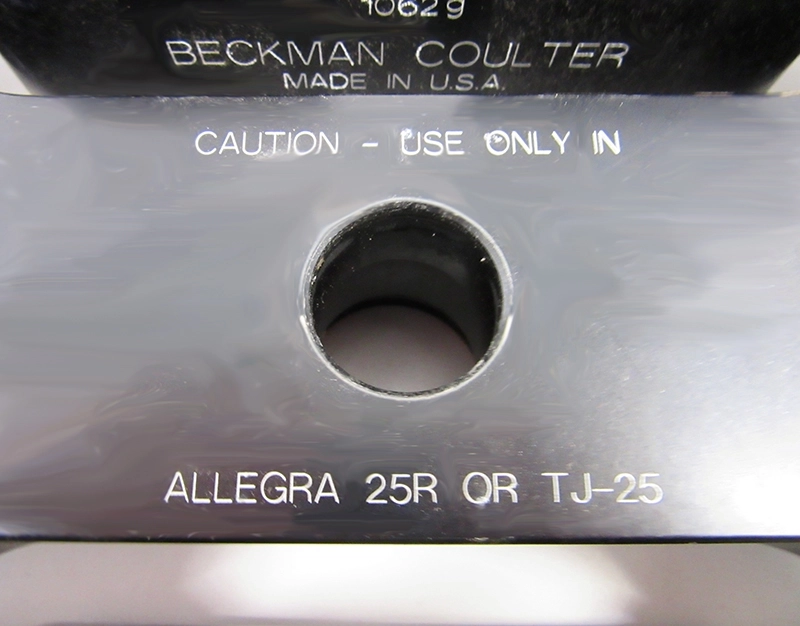 10629
BECKMAN COULTER
MADE IN U.S.A.
CAUTION - USE ONLY IN
ALLEGRA 25R OR TJ-25